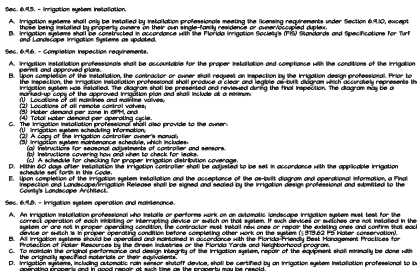 Sec. 6.9.5. - Irrigation system installation.
A. Irrigation systems shall only be installed by irrigation professionals meeting the licensing requirements under Section 6.9.10, except
those being installed by property owners on their own single-family residence or owner/occupied duplex.
B. Irrigation systems shall be constructed in accordance with the Florida Irrigation Society's (FIS) Standards and Specifications for Turf
and Landscape Irrigation Systems as updated.
Sec. 6.9.6. - Completion inspection requirements.
A. Irrigation installation professionals shall be accountable for the proper installation and compliance with the conditions of the irrigation
permit and approved plans.
B. Upon completion of the installation, the contractor or owner shall request an inspection by the irrigation design professional. Prior to
the inspection, the irrigation installation professional shall produce a clear and legible as-built diagram which accurately represents the
irrigation system was installed. The diagram shall be presented and reviewed during the final inspection. The diagram may be a
marked-up copy of the approved irrigation plan and shall include at a minimum:
(1) Locations of all mainlines and mainline valves;
(2) Locations of all remote control valves;
(3) Water demand per zone in GPM, and
(4) Total water demand per operating cycle.
C. The irrigation installation professional shall also provide to the owner:
(1) Irrigation scheduling information;
(2) A copy of the irrigation controller owner's manual;
(3) Irrigation system maintenance schedule, which includes:
(a) Instructions for seasonal adjustments of controller and sensors.
(b) Instructions covering how and when to check for leaks.
(c) A schedule for checking for proper irrigation distribution coverage.
D. Within 60 days after installation the irrigation controller shall be adjusted to be set in accordance with the applicable irrigation
schedule set forth in this Code.
E. Upon completion of the irrigation system installation and the acceptance of the as-built diagram and operational information, a Final
Inspection and Landscape/Irrigation Release shall be signed and sealed by the irrigation design professional and submitted to the
County's Landscape Architect.
Sec. 6.9.8. - Irrigation system operation and maintenance.
A. An irrigation installation professional who installs or performs work on an automatic landscape irrigation system must test for the
correct operation of each inhibiting or interrupting device or switch on that system. If such devices or switches are not installed in the
system or are not in proper operating condition, the contractor must install new ones or repair the existing ones and confirm that each
device or switch is in proper operating condition before completing other work on the system (§373.62 FS Water conservation).
B. All irrigation systems should be operated and maintained in accordance with the Florida-Friendly Best Management Practices for
Protection of Water Resources by the Green Industries or the Florida Yards and Neighborhood program.
C. To maintain the original performance and design integrity of the irrigation system, repair of the equipment shall minimally be done with
the originally specified materials or their equivalents.
D. Irrigation systems, including automatic rain sensor shutoff device, shall be certified by an irrigation system installation professional to be
operating properly and in good repair at such time as the property may be resold.